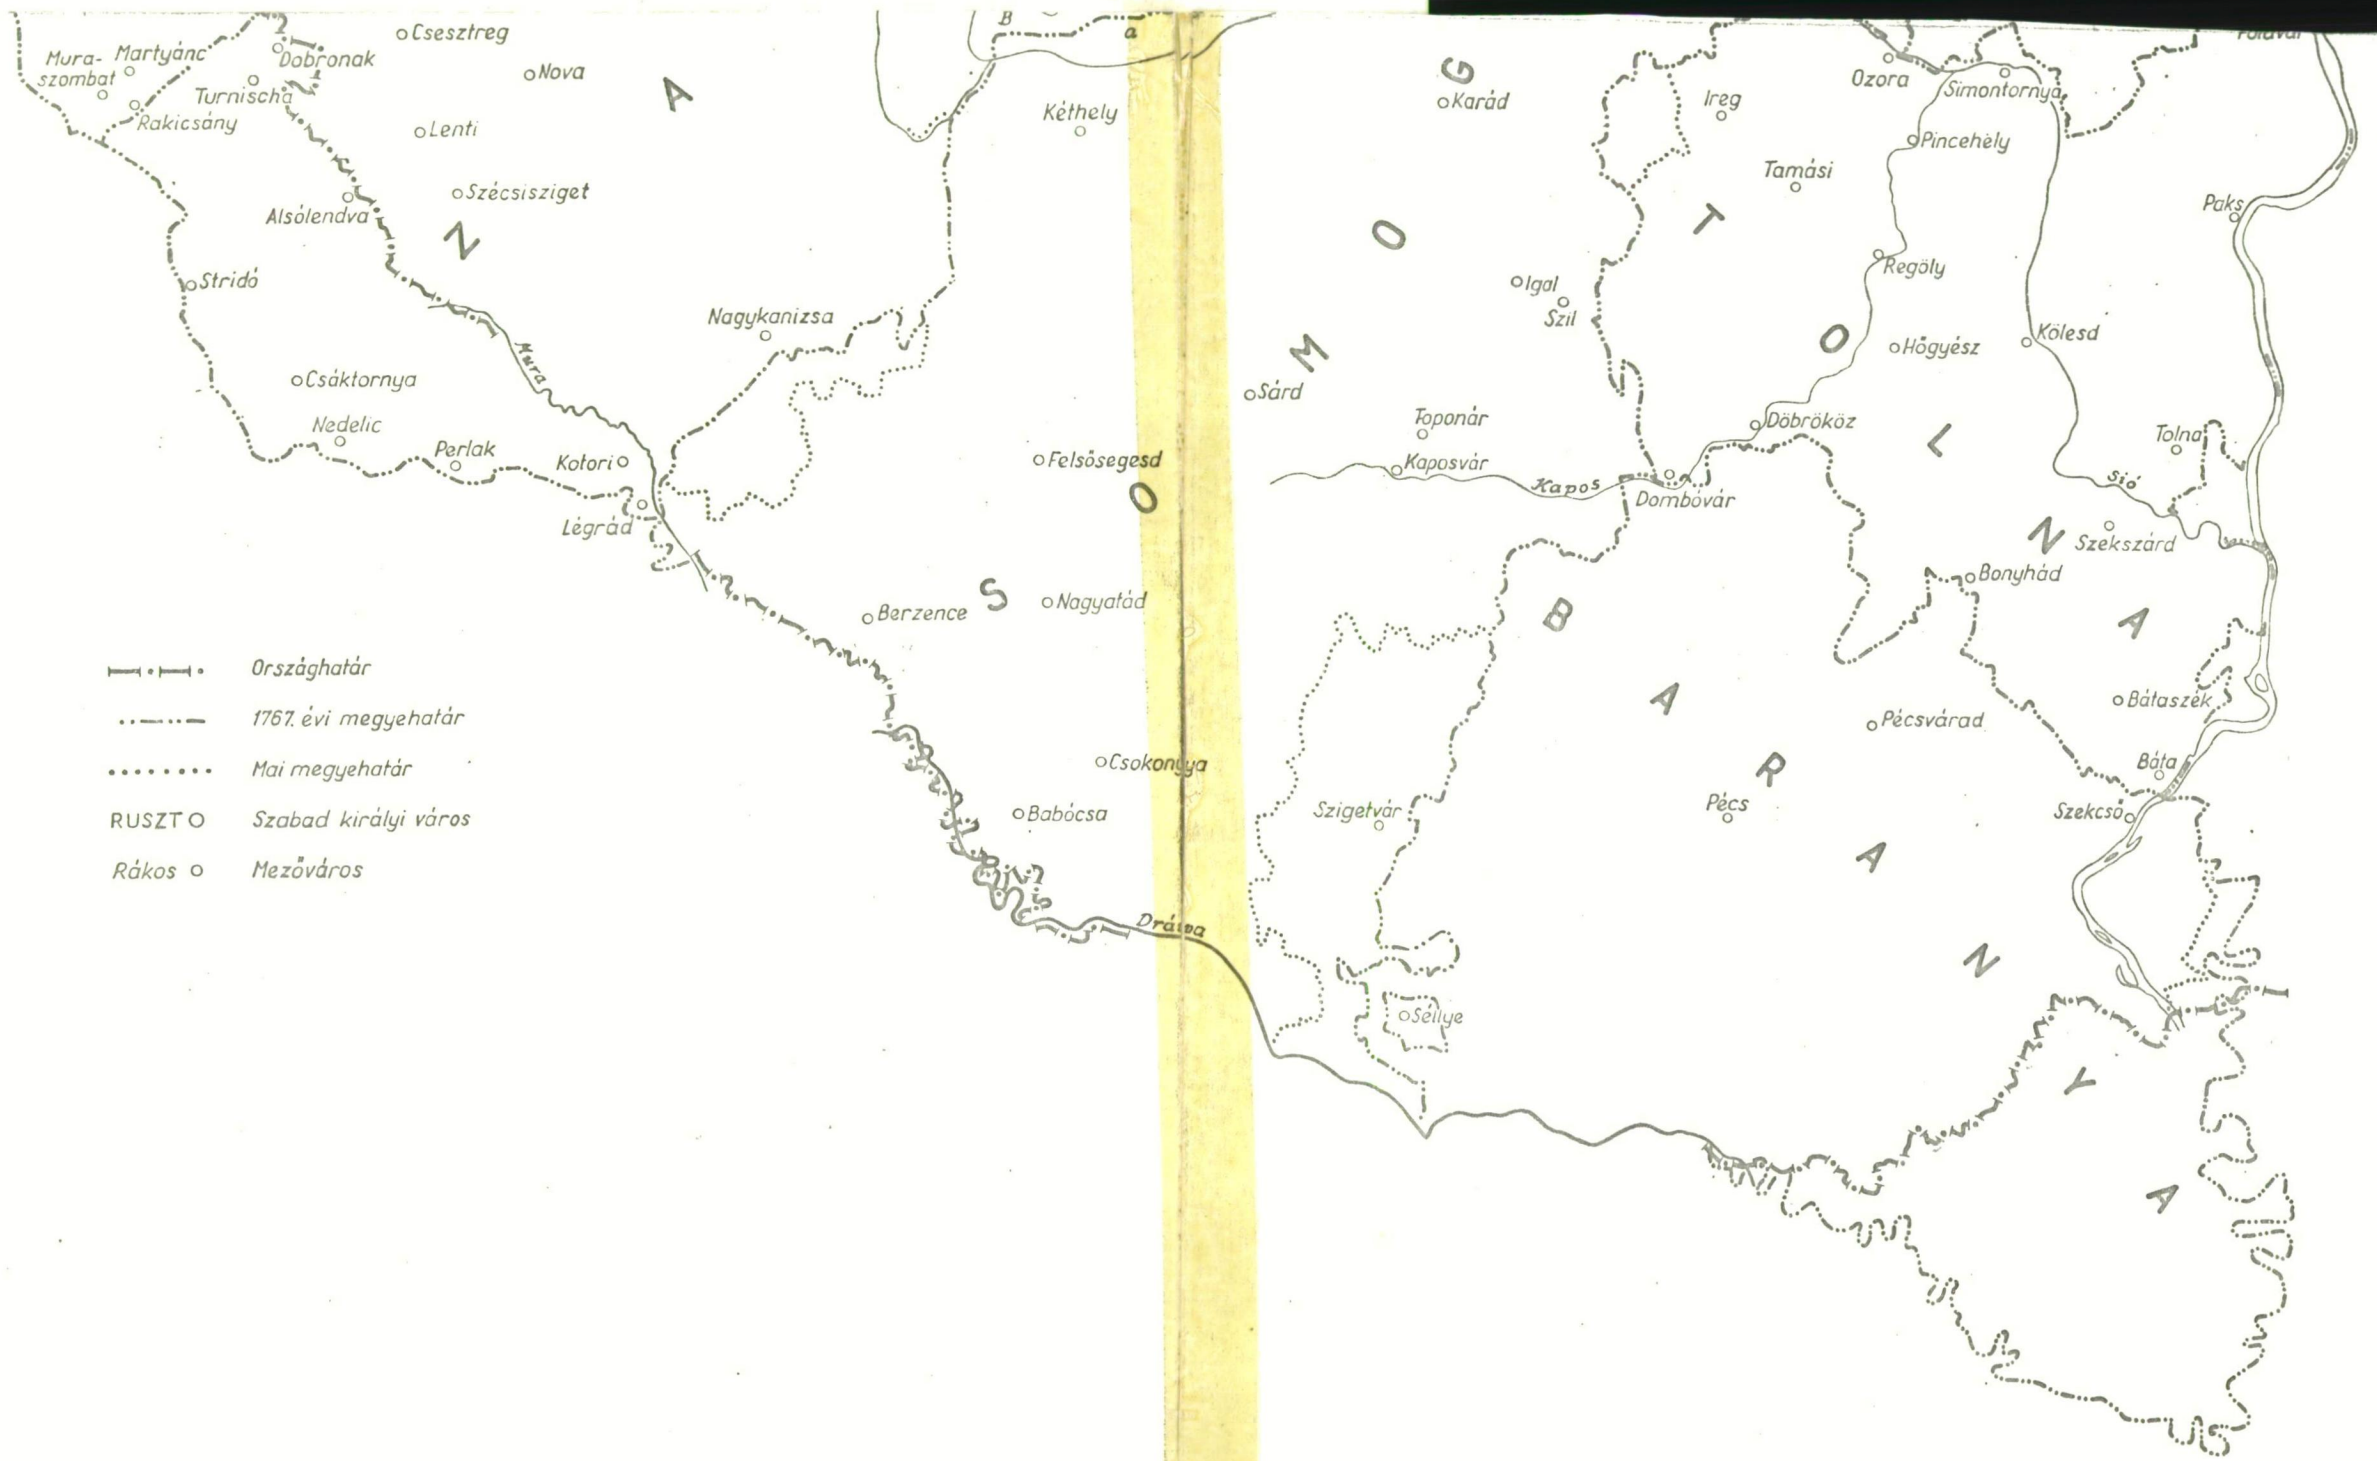 Csesztreg
Mura-
szombat
Martyánc
Dobronak
Nova
Turnischa
Rakicsány
Lenti
Szécsisziget
Alsólendva
Stridó
Nagykanizsa
Mura
Csáktornya
Nedelic
Perlak
Kotori
Légrád
A
N
B
a
Kéthely
Felsősegesd
S O M O G
Berzence
Nagyatád
Csokonya
Babócsa
Dráva
Országhatár
1767. évi megyehatár
Mai megyehatár
RUSZT Szabad királyi város
Rákos Mezőváros
Karád
Ireg
Ozora
Simontornya
Pincehely
Tamási
Paks
Regöly
Igal
Szil
Högyész
Kölesd
Sárd
Toponár
Kaposvár
Kapos
Döbrököz
Dombóvár
Tolna
Sió
Szekszárd
Bonyhád
T O L N A
Bátaszék
Báta
Szekcső
Pécsvárad
Pécs
Szigetvár
Sellye
B A R A N Y A